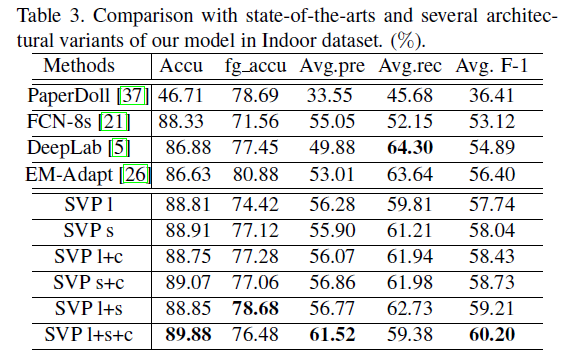 Table 3. Comparison with state-of-the-arts and several architec-
tural variants of our model in Indoor dataset. (%).
Methods Accu fg_accu Avg.pre Avg.rec Avg. F-1
PaperDoll [37] 46.71 78.69 33.55 45.68 36.41
FCN-8s [21] 88.33 71.56 55.05 52.15 53.12
DeepLab [5] 86.88 77.45 49.88 64.30 54.89
EM-Adapt [26] 86.63 80.88 53.01 63.64 56.40
SVP l 88.81 74.42 56.28 59.81 57.74
SVP s 88.91 77.12 55.90 61.21 58.04
SVP l+c 88.75 77.28 56.07 61.94 58.43
SVP s+c 89.07 77.06 56.86 61.98 58.73
SVP l+s 88.85 78.68 56.77 62.73 59.21
SVP l+s+c 89.88 76.48 61.52 59.38 60.20